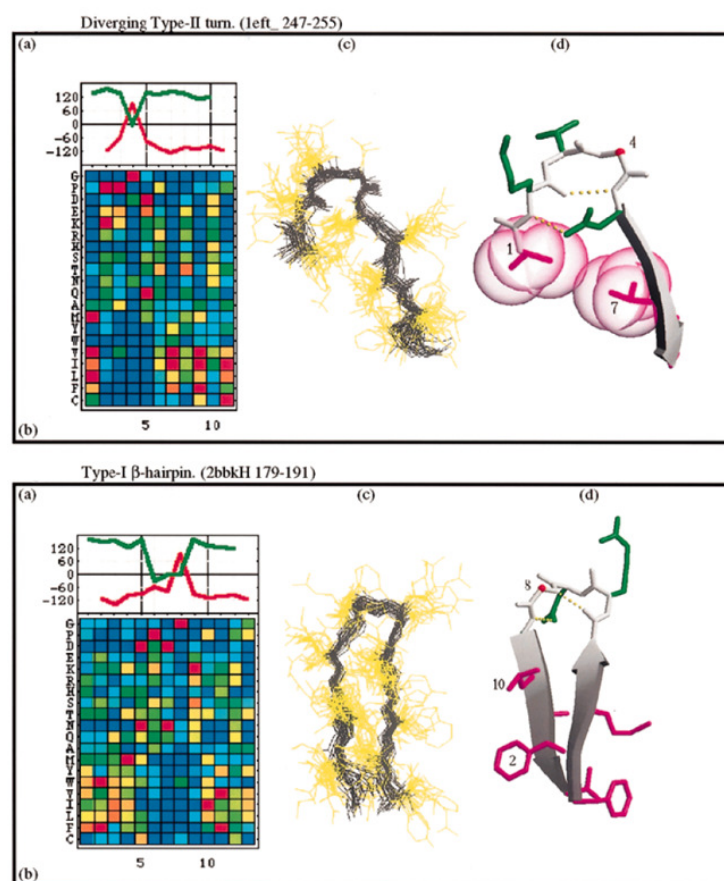 Diverging Type-II turn. (1eft_ 247-255)
(a) (c) (d)
120
60
0
-60
-120
G
P
D
E
K
R
H
S
T
N
Q
A
M
Y
W
V
I
L
F
C
5 10
4
1
7
(b)
Type-I β-hairpin. (2bbkH 179-191)
(a) (c) (d)
120
60
0
-60
-120
G
P
D
E
K
R
H
S
T
N
Q
A
M
Y
W
V
I
L
F
C
5 10
8
10
2
(b)